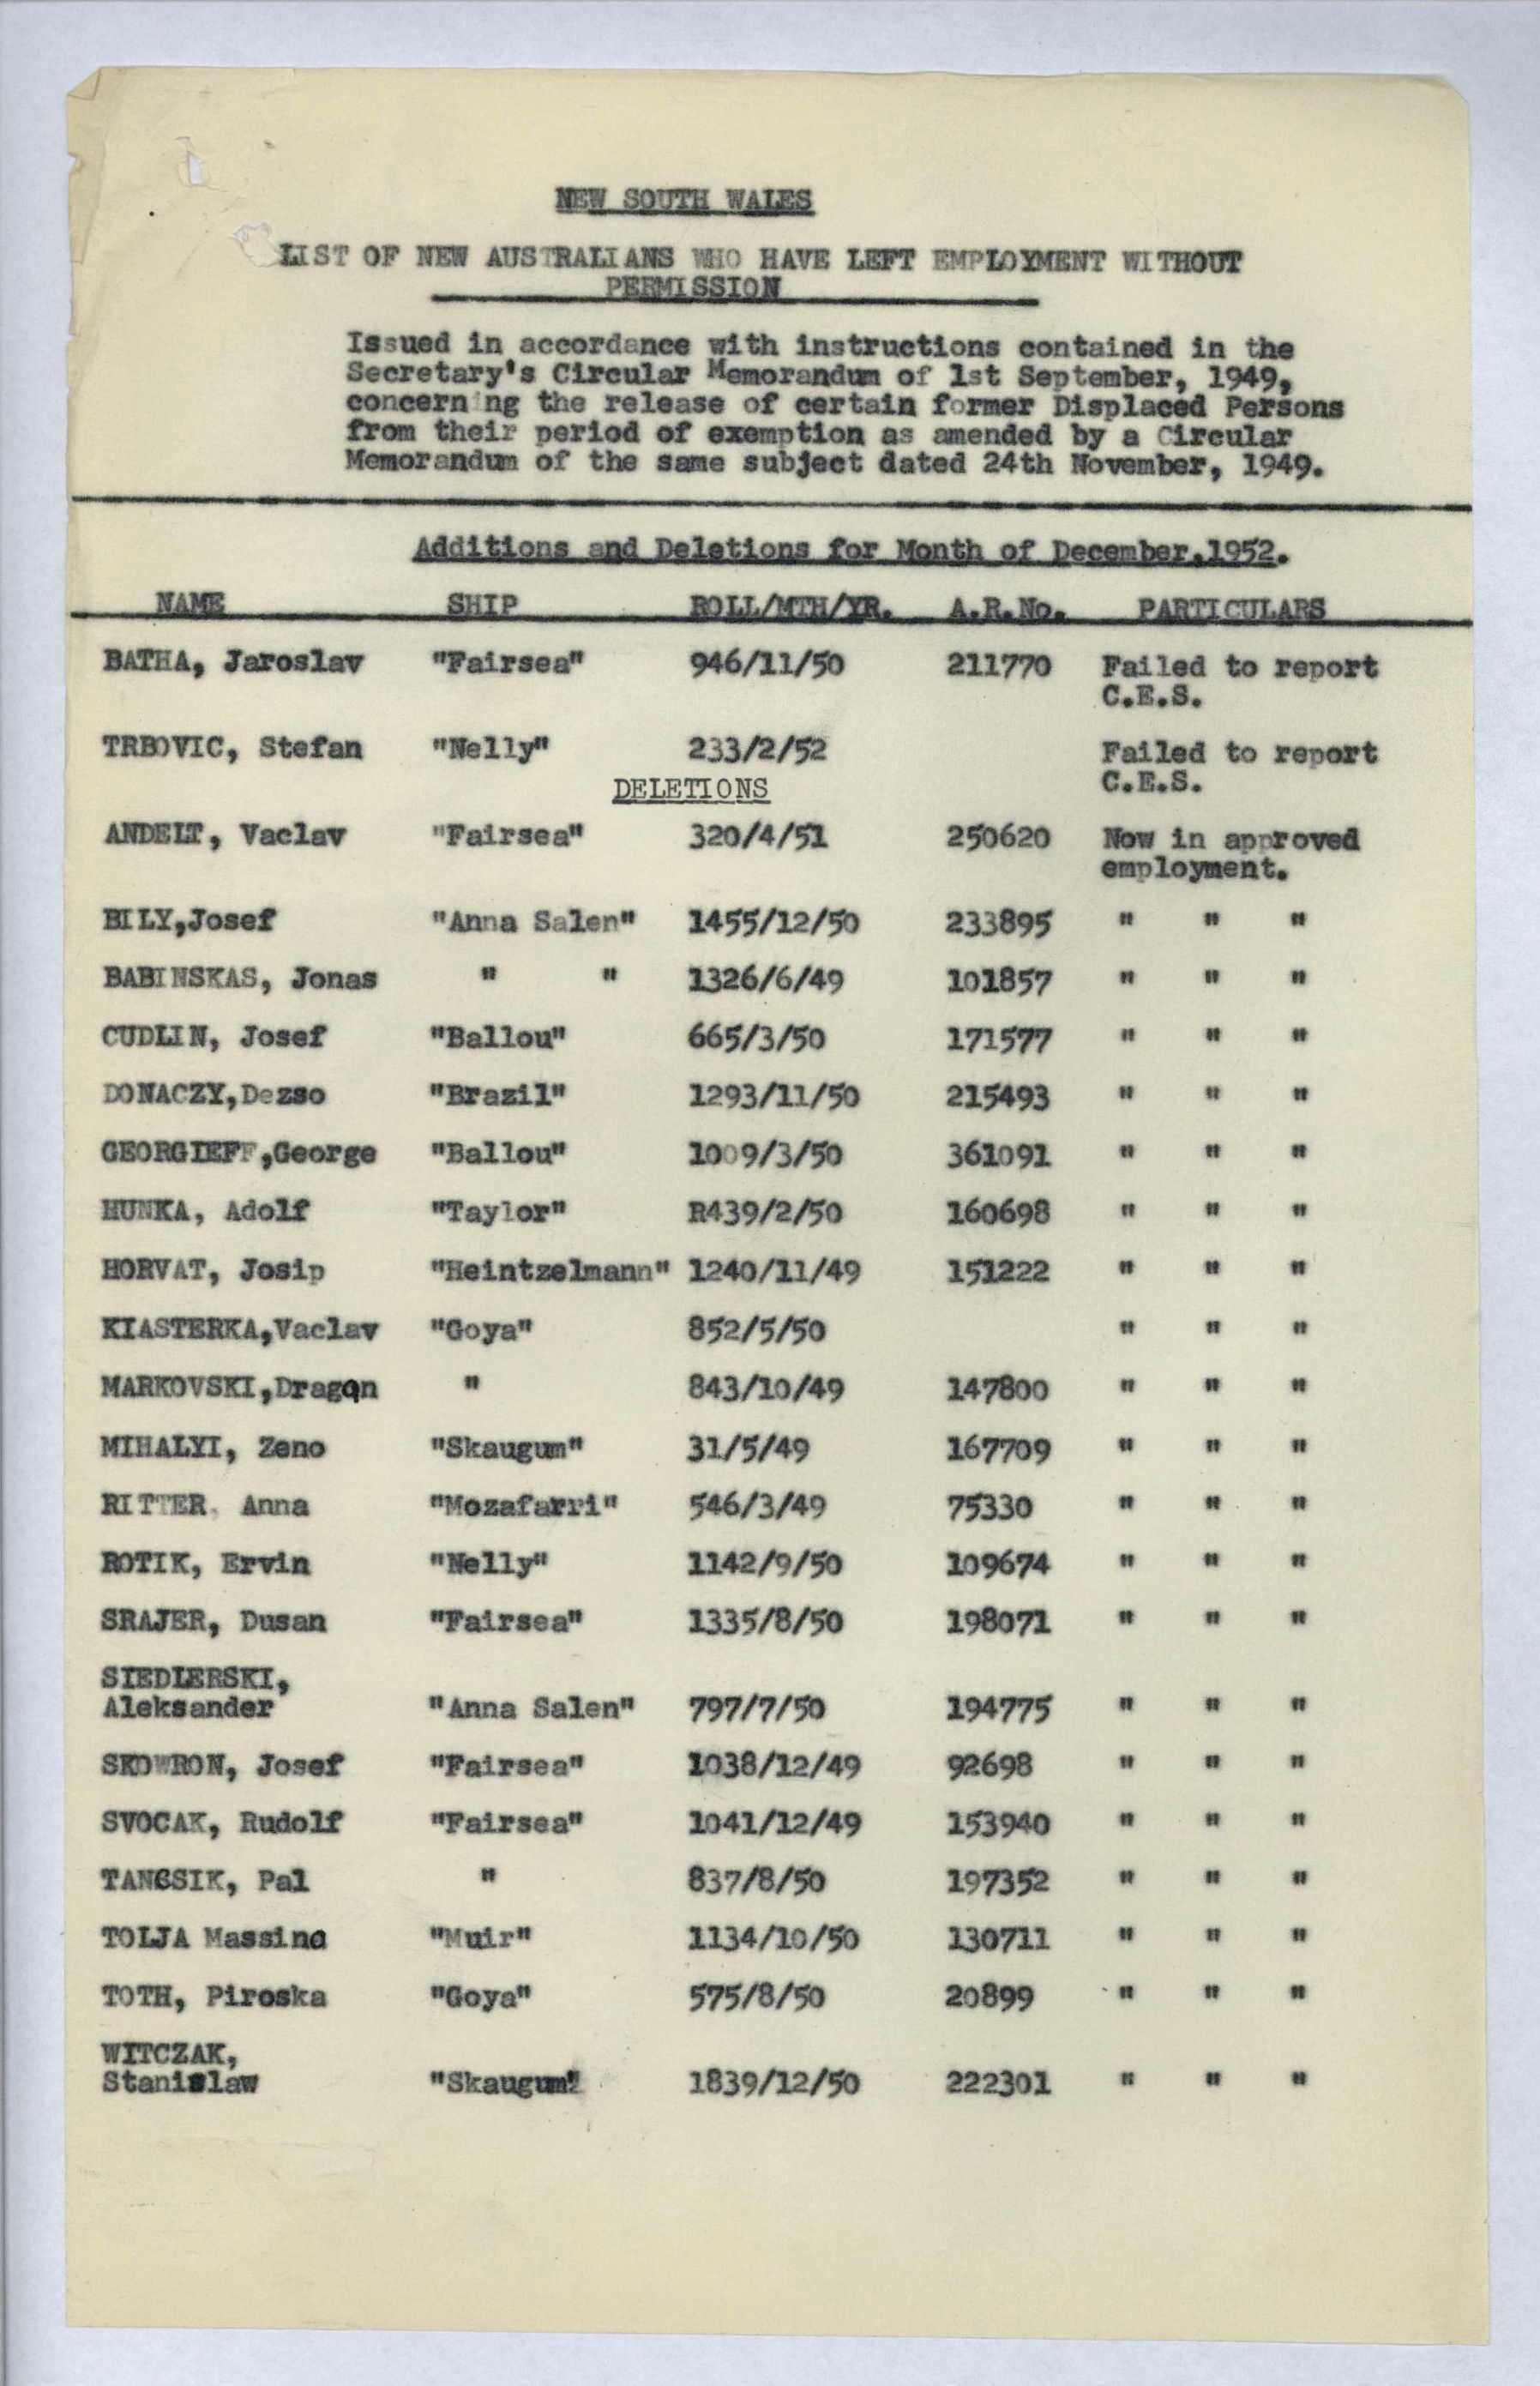 NEW SOUTH WALES
LIST OF NEW AUSTRALIANS WHO HAVE LEFT EMPLOYMENT WITHOUT
PERMISSION
Issued in accordance with instructions contained in the
Secretary's Circular Memorandum of 1st September, 1949,
concerning the release of certain former Displaced Persons
from their period of exemption as amended by a Circular
Memorandum of the same subject dated 24th November, 1949.
Additions and Deletions for Month of December,1952.
NAME SHIP ROLL/MTH/YR. A.R.No. PARTICULARS
BATHA, Jaroslav "Fairsea" 946/11/50 211770 Failed to report
C.E.S.
TRBOVIC, Stefan "Nelly" 233/2/52 Failed to report
C.E.S.
DELETIONS
ANDELT, Vaclav "Fairsea" 320/4/51 250620 Now in approved
employment.
BILY,Josef "Anna Salen" 1455/12/50 233895 " " "
BABINSKAS, Jonas " " 1326/6/49 101857 " " "
CUDLIN, Josef "Ballou" 665/3/50 171577 " " "
DONACZY,Dezso "Brazil" 1293/11/50 215493 " " "
GEORGIEFF,George "Ballou" 1009/3/50 361091 " " "
HUNKA, Adolf "Taylor" R439/2/50 160698 " " "
HORVAT, Josip "Heintzelmann" 1240/11/49 151222 " " "
KIASTERKA,Vaclav "Goya" 852/5/50 " " "
MARKOVSKI,Dragan " 843/10/49 147800 " " "
MIHALYI, Zeno "Skaugum" 31/5/49 167709 " " "
RITTER, Anna "Mozafarri" 546/3/49 75330 " " "
ROTIK, Ervin "Nelly" 1142/9/50 109674 " " "
SRAJER, Dusan "Fairsea" 1335/8/50 198071 " " "
SIEDLERSKI,
Aleksander "Anna Salen" 797/7/50 194775 " " "
SKOWRON, Josef "Fairsea" 1038/12/49 92698 " " "
SVOCAK, Rudolf "Fairsea" 1041/12/49 153940 " " "
TANCSIK, Pal " 837/8/50 197352 " " "
TOLJA Massino "Muir" 1134/10/50 130711 " " "
TOTH, Piroska "Goya" 575/8/50 20899 " " "
WITCZAK,
Stanislaw "Skaugum" 1839/12/50 222301 " " "